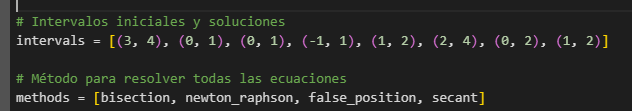 # Intervalos iniciales y soluciones
intervals = [(3, 4), (0, 1), (0, 1), (-1, 1), (1, 2), (2, 4), (0, 2), (1, 2)]
# Método para resolver todas las ecuaciones
methods = [bisection, newton_raphson, false_position, secant]